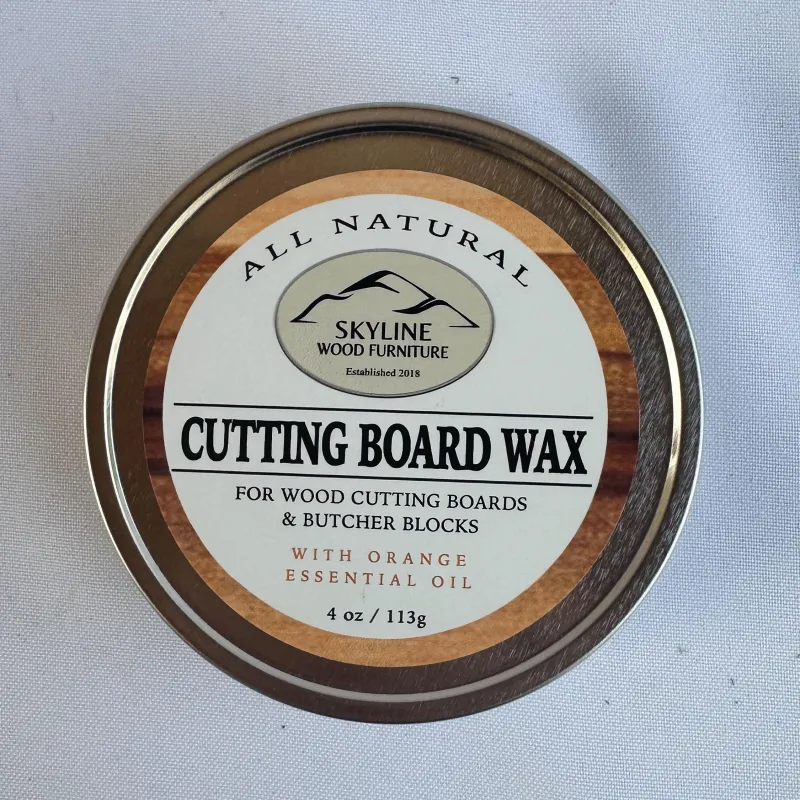 ALL NATURAL
SKYLINE
WOOD FURNITURE
Established 2018
CUTTING BOARD WAX
FOR WOOD CUTTING BOARDS
& BUTCHER BLOCKS
WITH ORANGE
ESSENTIAL OIL
4 oz / 113g